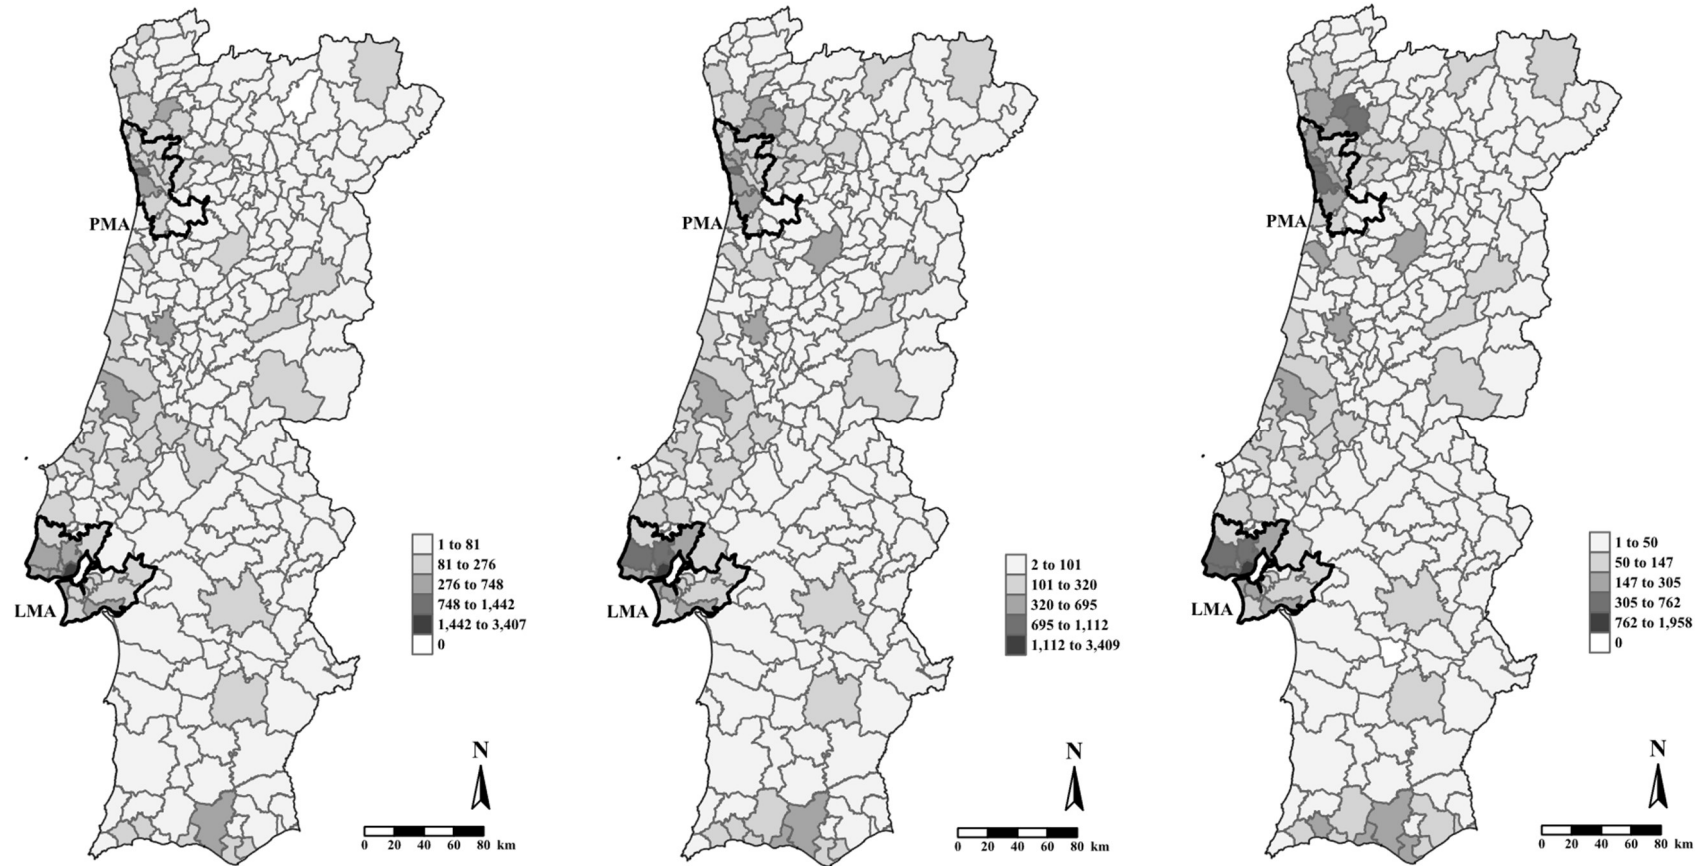 PMA
LMA
1 to 81
81 to 276
276 to 748
748 to 1,442
1,442 to 3,407
0
N
0 20 40 60 80 km
PMA
LMA
2 to 101
101 to 320
320 to 695
695 to 1,112
1,112 to 3,409
N
0 20 40 60 80 km
PMA
LMA
1 to 50
50 to 147
147 to 305
305 to 762
762 to 1,958
0
N
0 20 40 60 80 km